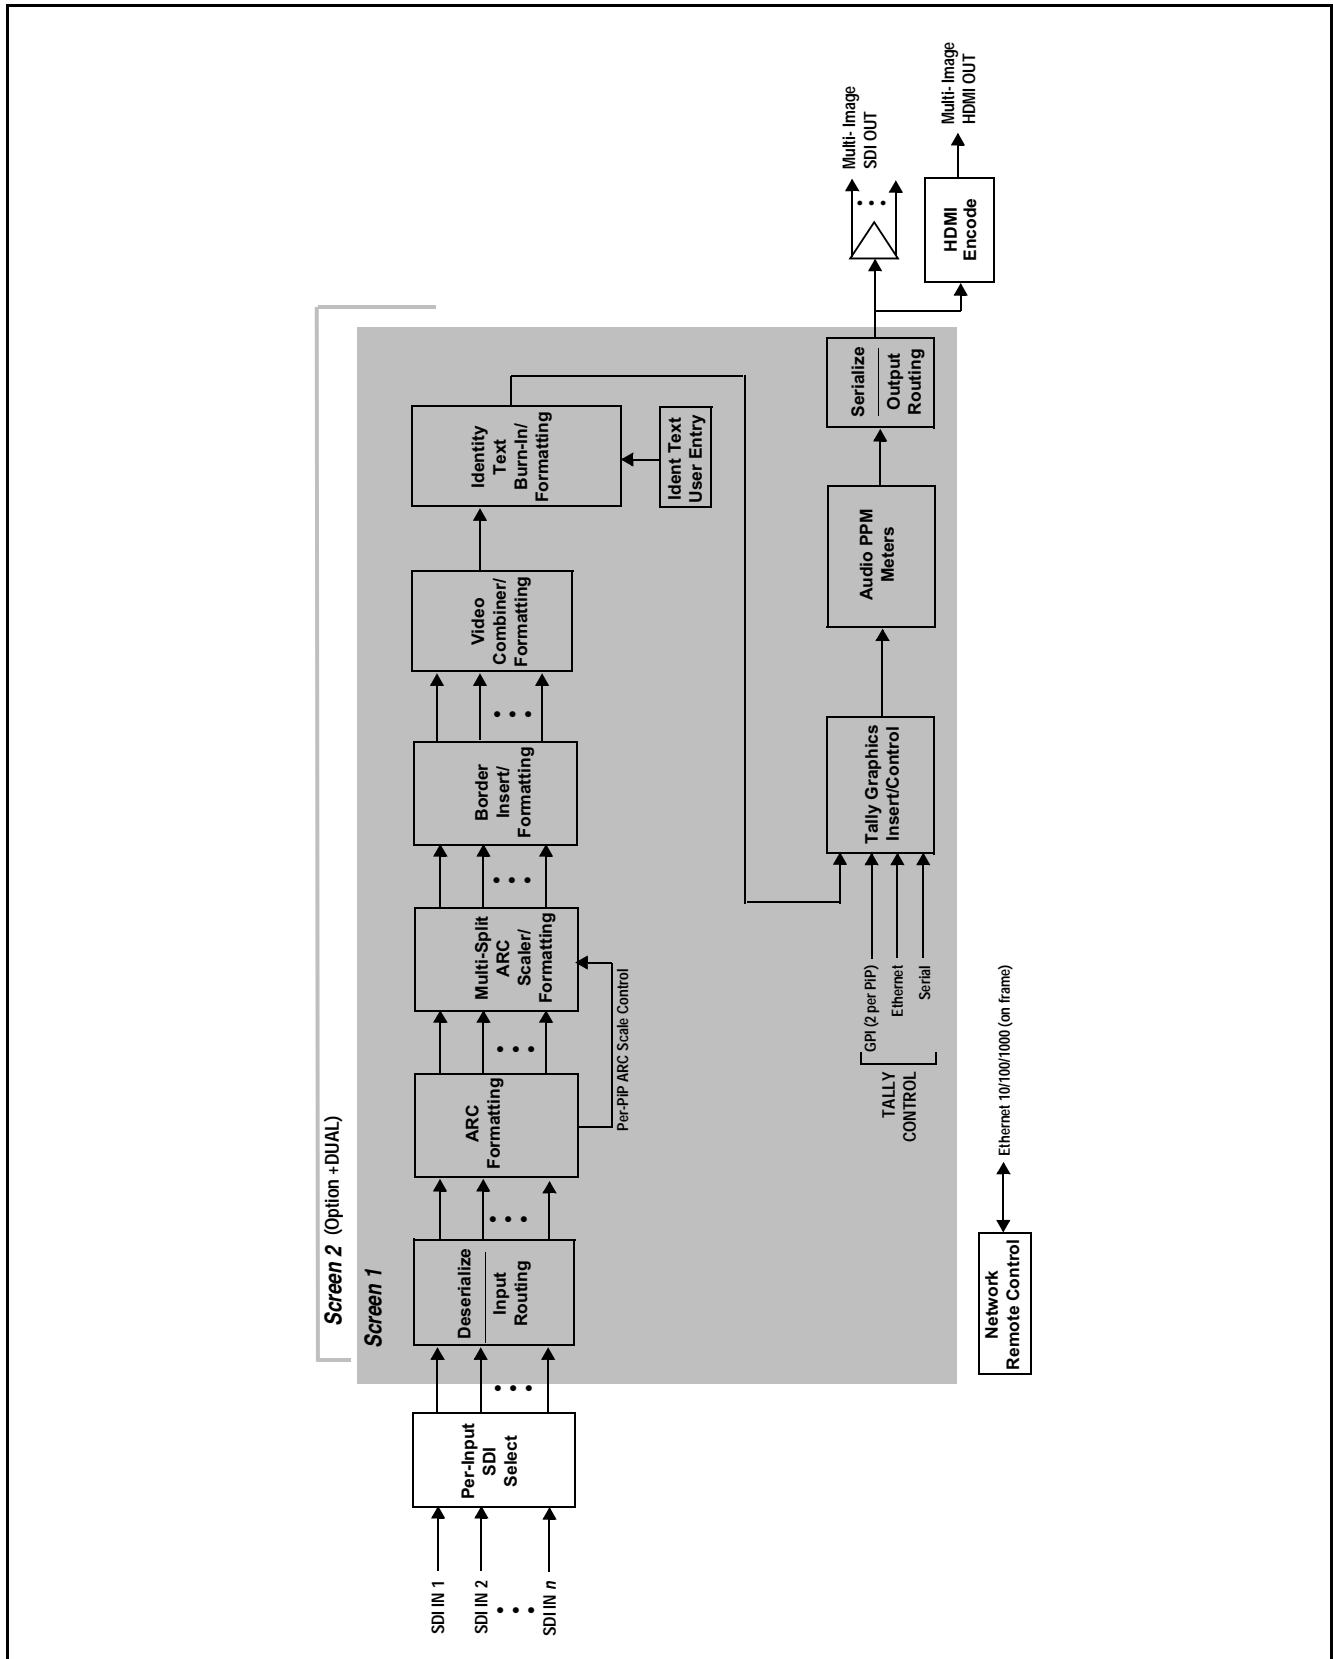 Screen 2 (Option +DUAL)
Screen 1
SDI IN 1
SDI IN 2
SDI IN n
Per-Input
SDI
Select
Deserialize
Input
Routing
ARC
Formatting
Per-PiP ARC Scale Control
Multi-Split
ARC
Scaler/
Formatting
Border
Insert/
Formatting
Video
Combiner/
Formatting
Identity
Text
Burn-In/
Formatting
Ident Text
User Entry
TALLY
CONTROL
GPI (2 per PiP)
Ethernet
Serial
Tally Graphics
Insert/Control
Audio PPM
Meters
Serialize
Output
Routing
Multi- Image
SDI OUT
HDMI
Encode
Multi- Image
HDMI OUT
Network
Remote Control
Ethernet 10/100/1000 (on frame)